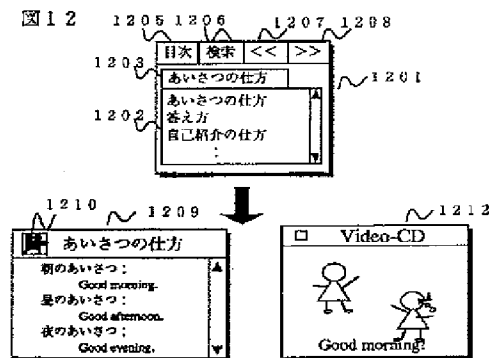 図12
1205 1206 1207 1208
目次 検索 << >>
1203
あいさつの仕方
1201
1202
あいさつの仕方
答え方
自己紹介の仕方
1210 1209
あいさつの仕方
朝のあいさつ;
Good morning.
昼のあいさつ;
Good afternoon.
夜のあいさつ;
Good evening.
1212
Video-CD
Good morning!